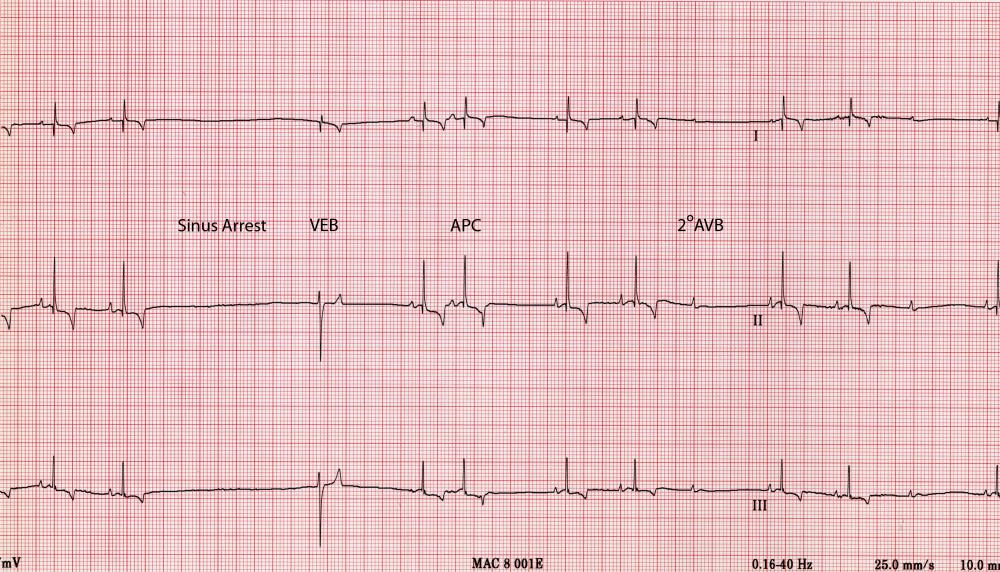 I
Sinus Arrest VEB APC 2°AVB
II
III
/mV MAC 8 001E 0.16-40 Hz 25.0 mm/s 10.0 m